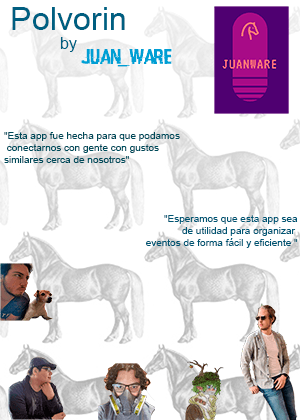 Polvorin
by
JUAN_WARE
JUANWARE
"Esta app fue hecha para que podamos
conectarnos con gente con gustos
similares cerca de nosotros"
"Esperamos que esta app sea
de utilidad para organizar
eventos de forma fácil y eficiente "